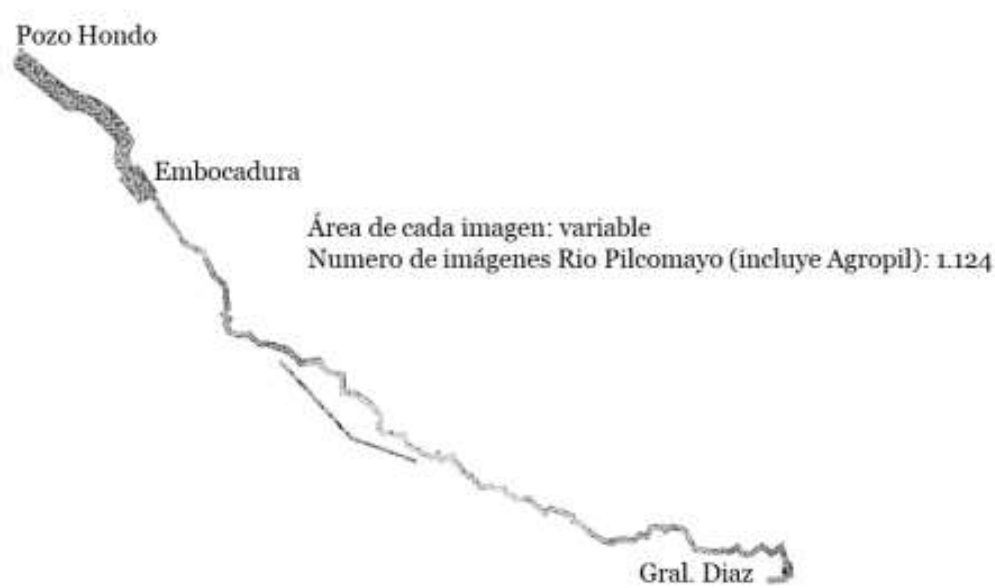 Pozo Hondo
Embocadura
Área de cada imagen: variable
Numero de imágenes Rio Pilcomayo (incluye Agropil): 1.124
Gral. Diaz